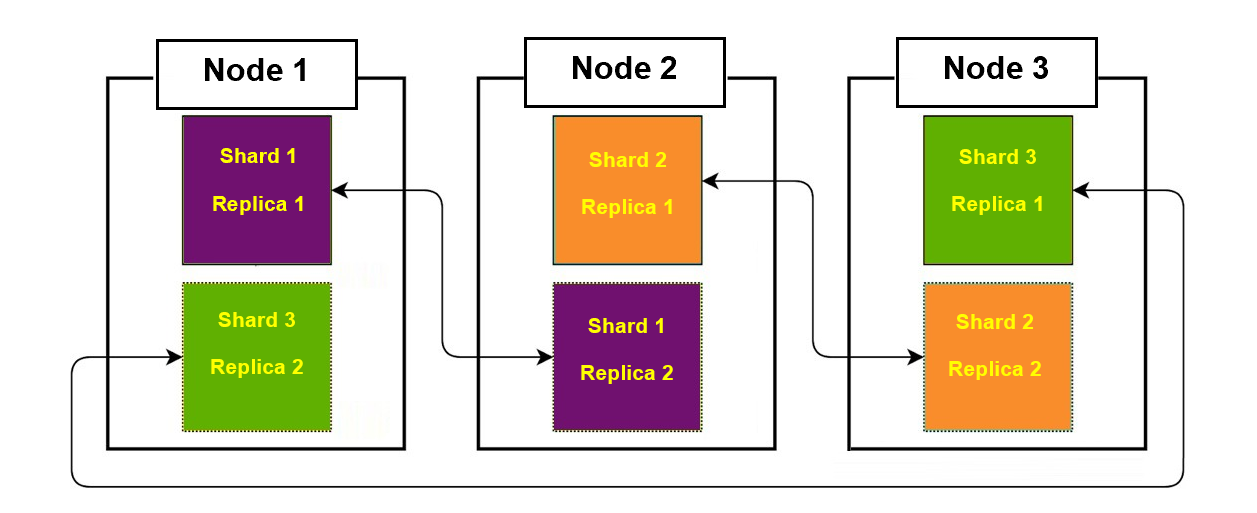 Node 1
Shard 1
Replica 1
Shard 3
Replica 2
Node 2
Shard 2
Replica 1
Shard 1
Replica 2
Node 3
Shard 3
Replica 1
Shard 2
Replica 2